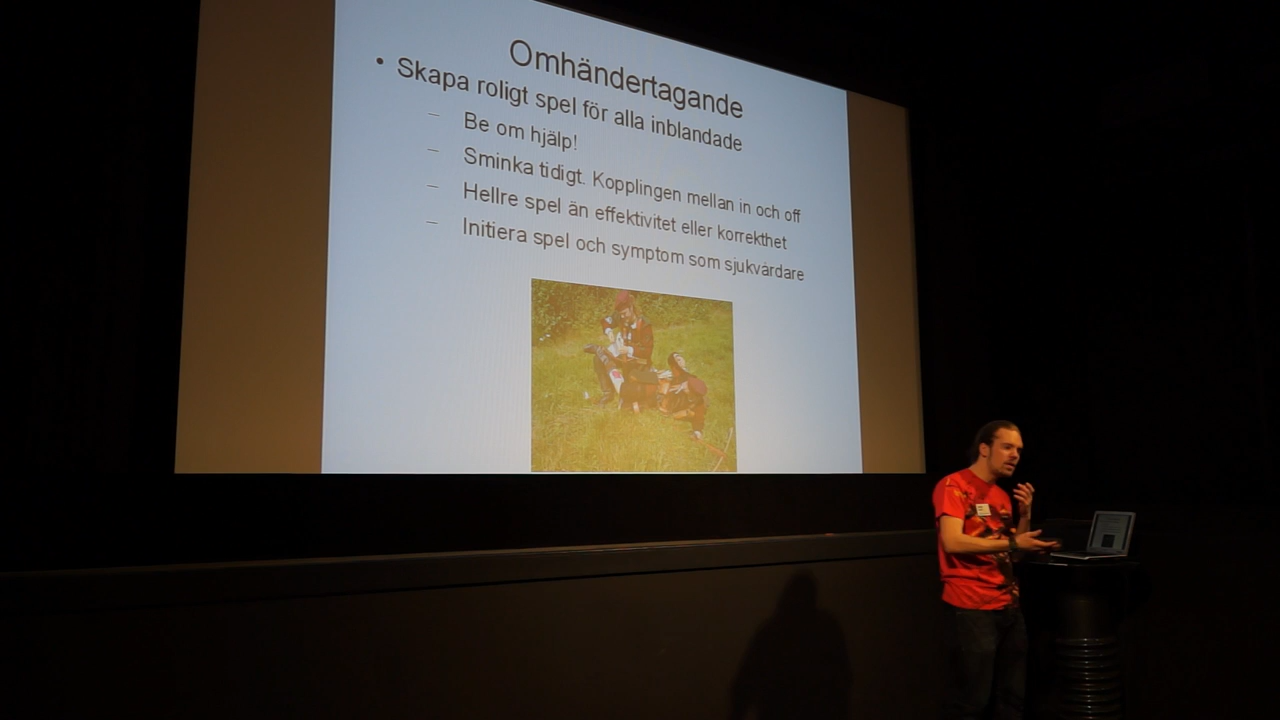 Omhändertagande
• Skapa roligt spel för alla inblandade
– Be om hjälp!
– Sminka tidigt. Kopplingen mellan in och off
– Hellre spel än effektivitet eller korrekthet
– Initiera spel och symptom som sjukvårdare